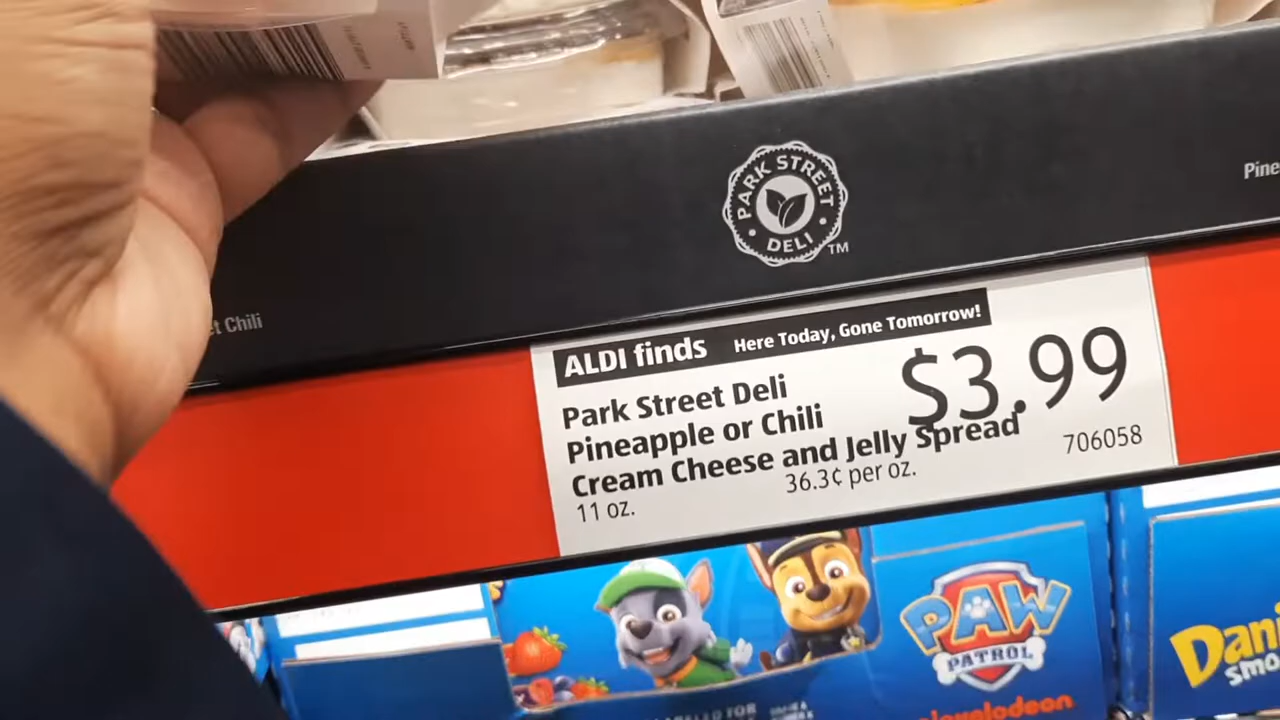 PARK STREET
DELI
TM
Pine
t Chili
ALDI finds Here Today, Gone Tomorrow!
$3.99
Park Street Deli
Pineapple or Chili
Cream Cheese and Jelly Spread
706058
11 oz.
36.3¢ per oz.
PAW
PATROL
nickelodeon
Dani
smo